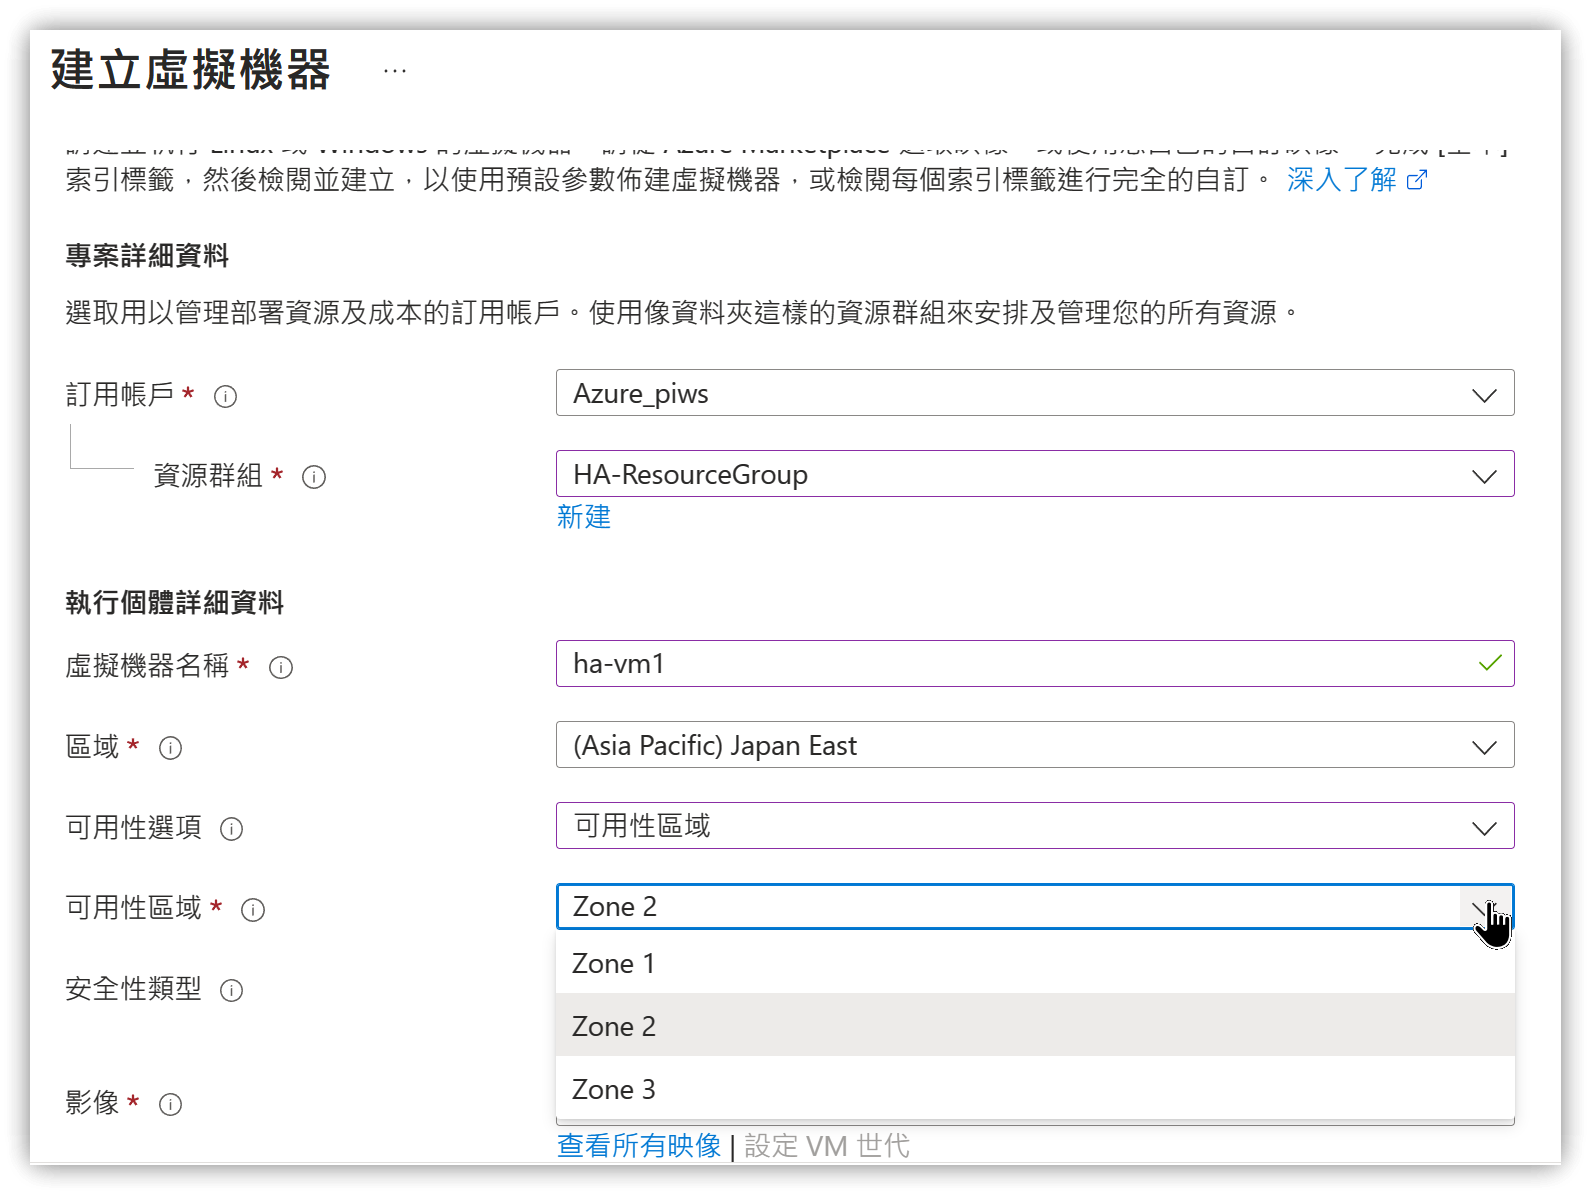 建立虛擬機器 ...
索引標籤，然後檢閱並建立，以使用預設參數佈建虛擬機器，或檢閱每個索引標籤進行完全的自訂。 深入了解
專案詳細資料
選取用以管理部署資源及成本的訂用帳戶。使用像資料夾這樣的資源群組來安排及管理您的所有資源。
訂用帳戶 *
Azure_piws
資源群組 *
HA-ResourceGroup
新建
執行個體詳細資料
虛擬機器名稱 *
ha-vm1
區域 *
(Asia Pacific) Japan East
可用性選項
可用性區域
可用性區域 *
Zone 2
Zone 1
Zone 2
Zone 3
安全性類型
影像 *
查看所有映像 | 設定 VM 世代